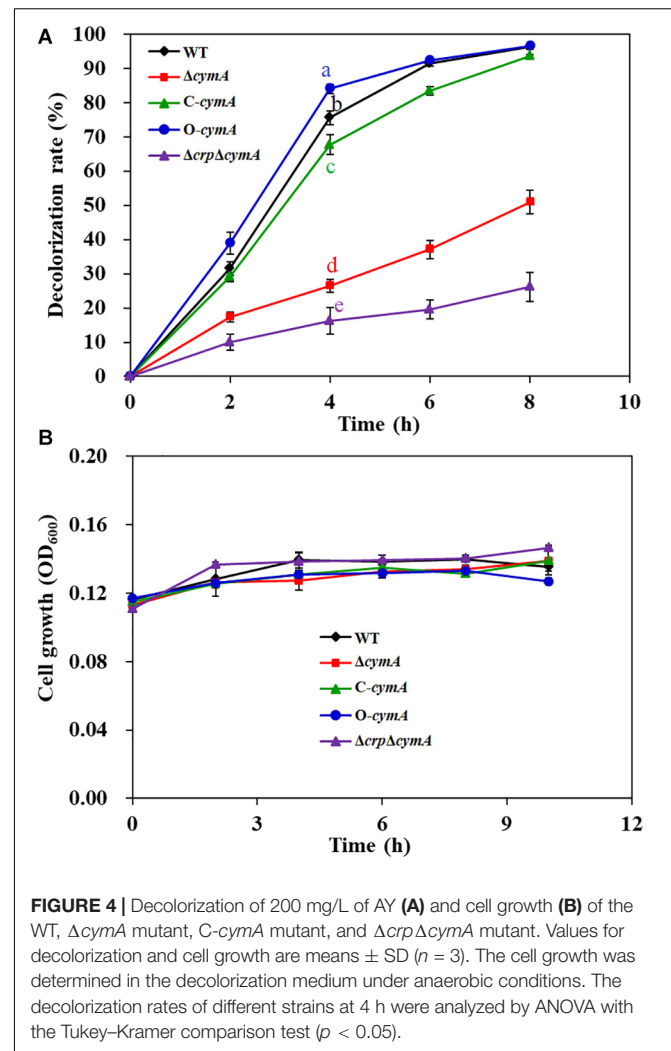 A
100
90
80
70
60
50
40
30
20
10
0
Decolorization rate (%)
WT
ΔcymA
C-cymA
O-cymA
ΔcrpΔcymA
a
b
c
d
e
0 2 4 6 8 10
Time (h)
B
0.20
0.16
0.12
0.08
0.04
0.00
Cell growth (OD600)
WT
ΔcymA
C-cymA
O-cymA
ΔcrpΔcymA
0 3 6 9 12
Time (h)
FIGURE 4 | Decolorization of 200 mg/L of AY (A) and cell growth (B) of the
WT, ΔcymA mutant, C-cymA mutant, and ΔcrpΔcymA mutant. Values for
decolorization and cell growth are means ± SD (n = 3). The cell growth was
determined in the decolorization medium under anaerobic conditions. The
decolorization rates of different strains at 4 h were analyzed by ANOVA with
the Tukey–Kramer comparison test (p < 0.05).